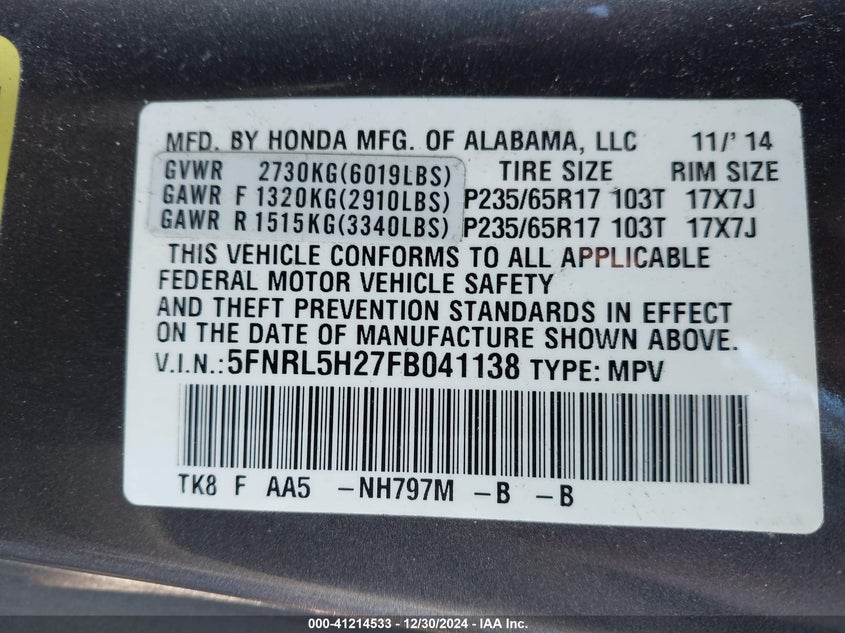 MFD. BY HONDA MFG. OF ALABAMA, LLC 11/' 14
GVWR 2730KG(6019LBS) TIRE SIZE RIM SIZE
GAWR F 1320KG(2910LBS) P235/65R17 103T 17X7J
GAWR R 1515KG(3340LBS) P235/65R17 103T 17X7J
THIS VEHICLE CONFORMS TO ALL APPLICABLE
FEDERAL MOTOR VEHICLE SAFETY
AND THEFT PREVENTION STANDARDS IN EFFECT
ON THE DATE OF MANUFACTURE SHOWN ABOVE.
V.I.N.: 5FNRL5H27FB041138 TYPE: MPV
TK8 F AA5 -NH797M -B -B
000-41214533 - 12/30/2024 - IAA Inc.